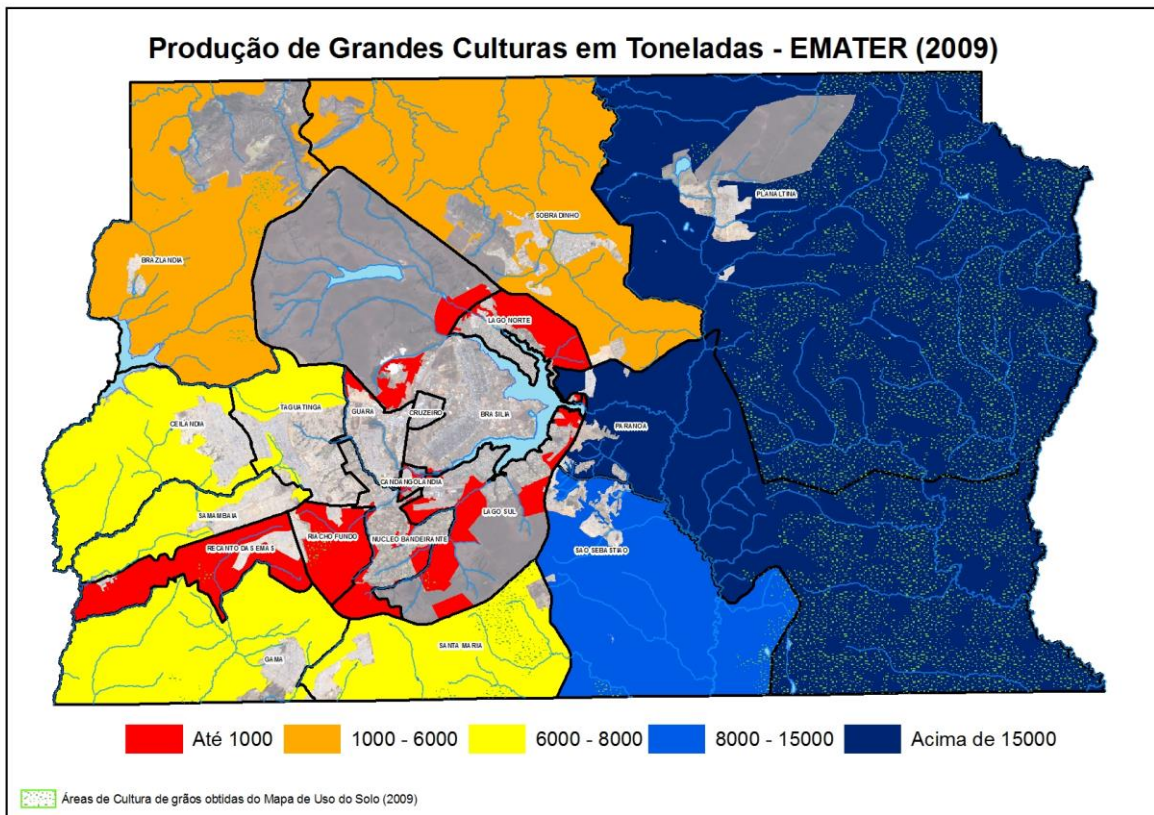 Produção de Grandes Culturas em Toneladas - EMATER (2009)
PLANALTINA
SOBRADINHO
BRAZLANDIA
LAGO NORTE
TAGUATINGA
GUARA
CRUZEIRO
BRASILIA
CEILANDIA
PARANOA
CANDANGOLANDIA
SAMAMBAIA
LAGO SUL
RIACHO FUNDO
NUCLEO BANDEIRANTE
RECANTO DAS EMAS
SAO SEBASTIAO
SANTA MARIA
GAMA
Até 1000
1000 - 6000
6000 - 8000
8000 - 15000
Acima de 15000
Áreas de Cultura de grãos obtidas do Mapa de Uso do Solo (2009)